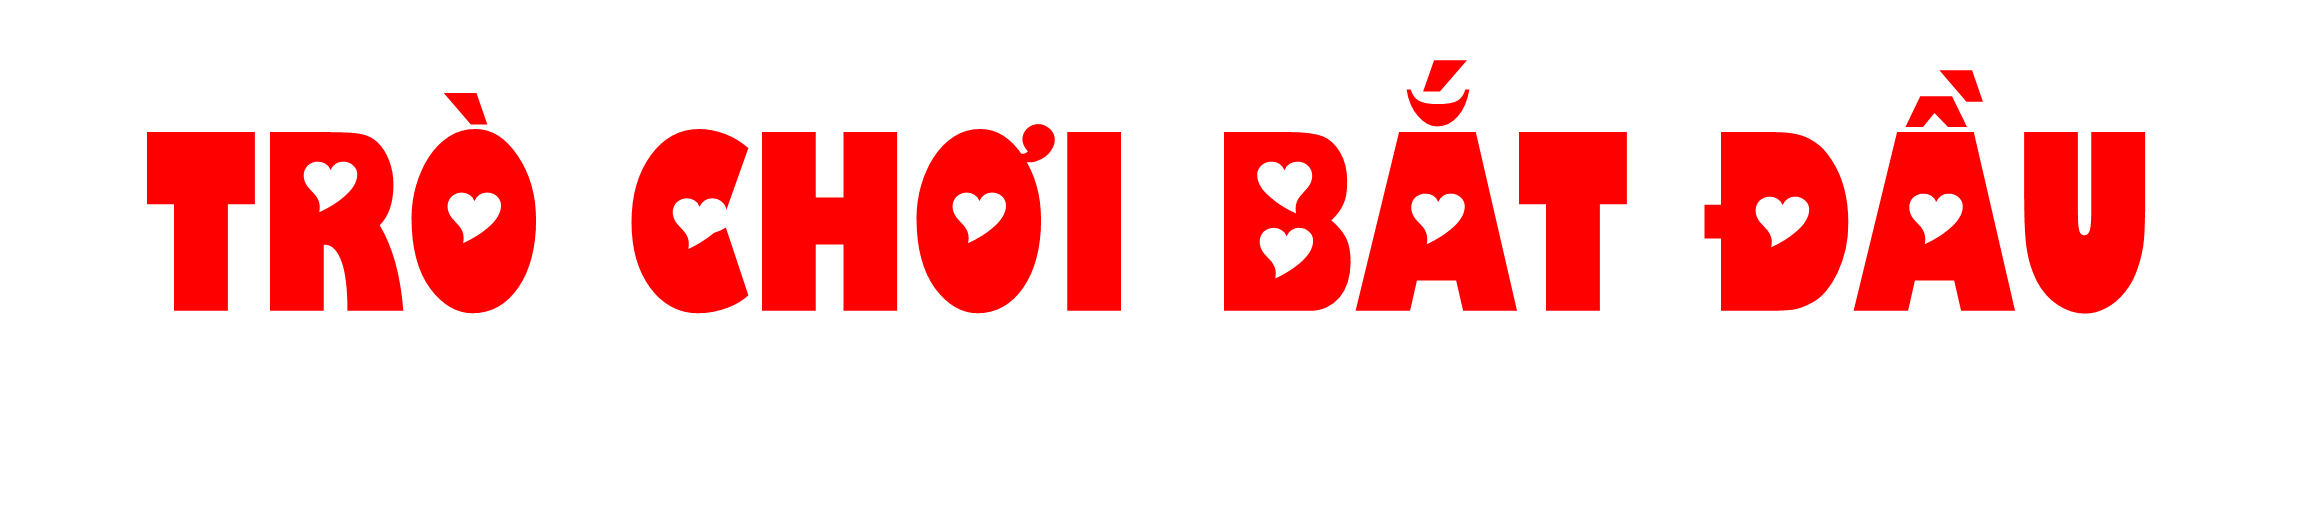 TRÒ CHƠI BẮT ĐẦU